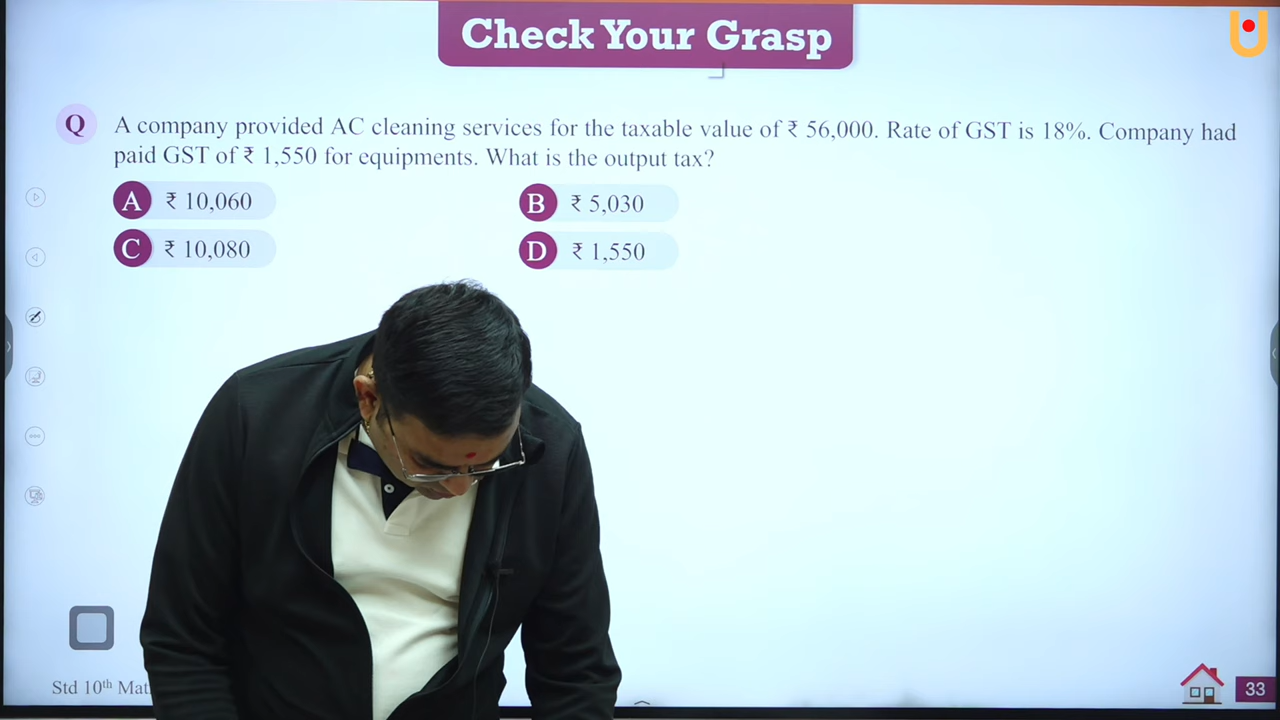 Check Your Grasp
Q A company provided AC cleaning services for the taxable value of ₹ 56,000. Rate of GST is 18%. Company had
paid GST of ₹ 1,550 for equipments. What is the output tax?
A ₹ 10,060
B ₹ 5,030
C ₹ 10,080
D ₹ 1,550
Std 10th
33